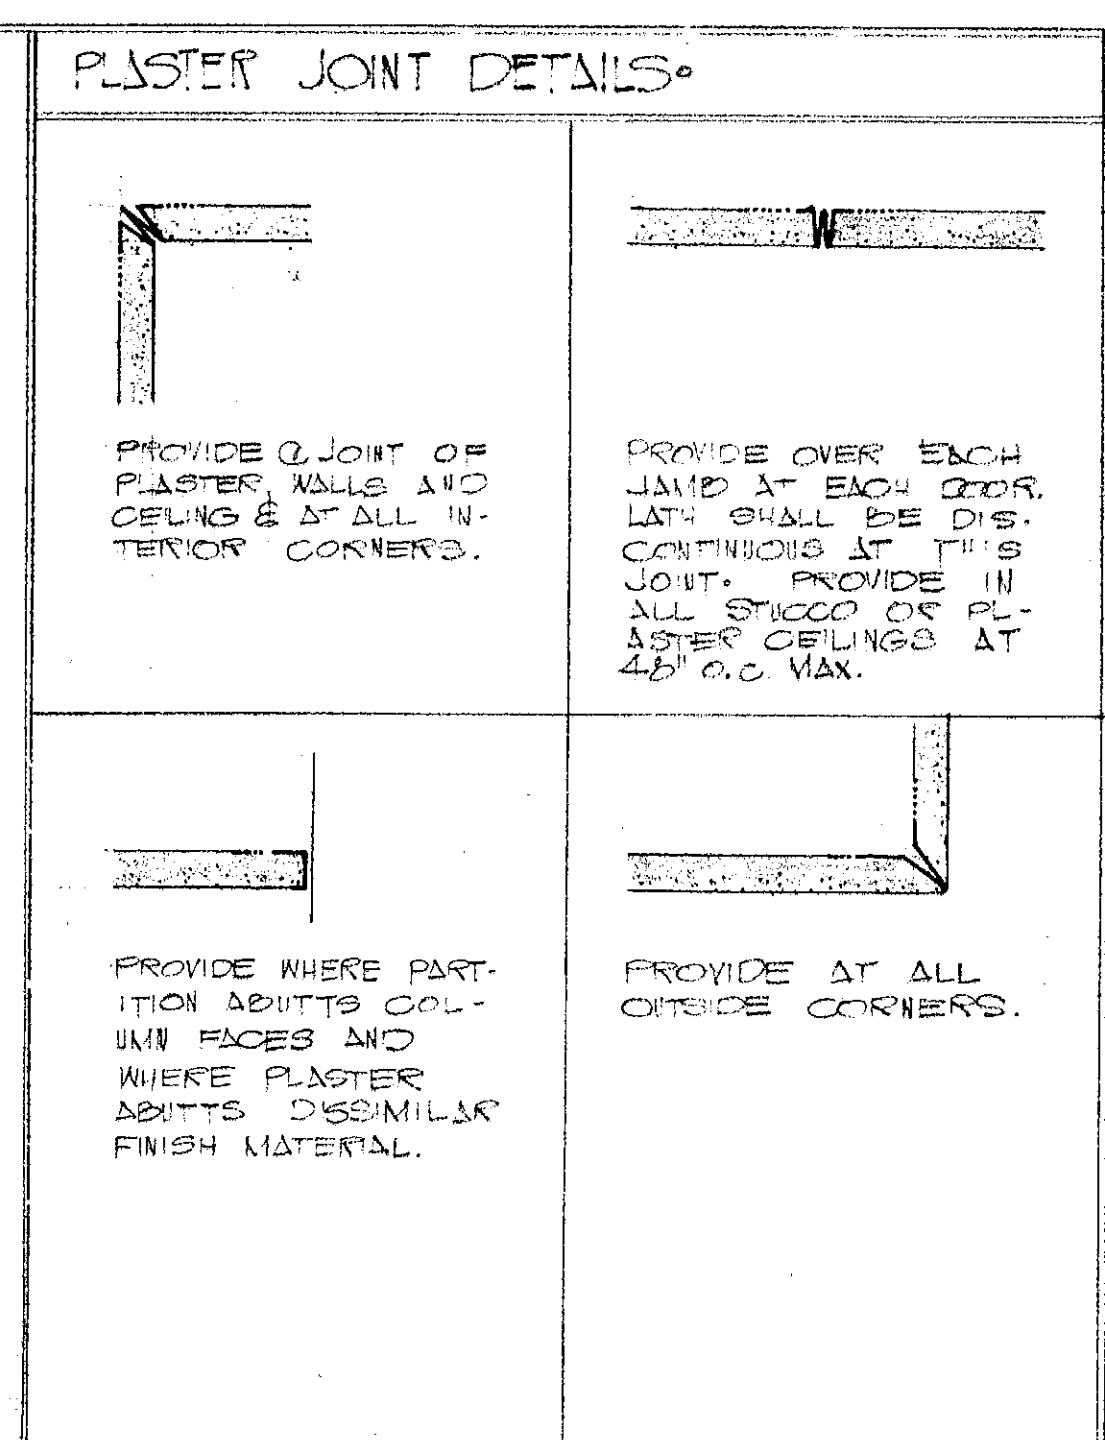 PLASTER JOINT DETAILS.
PROVIDE @ JOINT OF
PLASTER, WALLS AND
CEILING & AT ALL IN-
TERIOR CORNERS.
PROVIDE OVER EACH
JAMB AT EACH DOOR.
LATH SHALL BE DIS-
CONTINUOUS AT THIS
JOINT. PROVIDE IN
ALL STUCCO OR PL-
ASTER CEILINGS AT
48" O.C. MAX.
PROVIDE WHERE PART-
ITION ABUTTS COL-
UMN FACES AND
WHERE PLASTER
ABUTTS DISSIMILAR
FINISH MATERIAL.
PROVIDE AT ALL
OUTSIDE CORNERS.